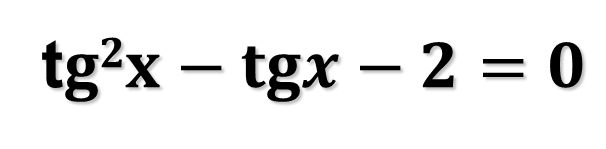 tg²x − tgx − 2 = 0